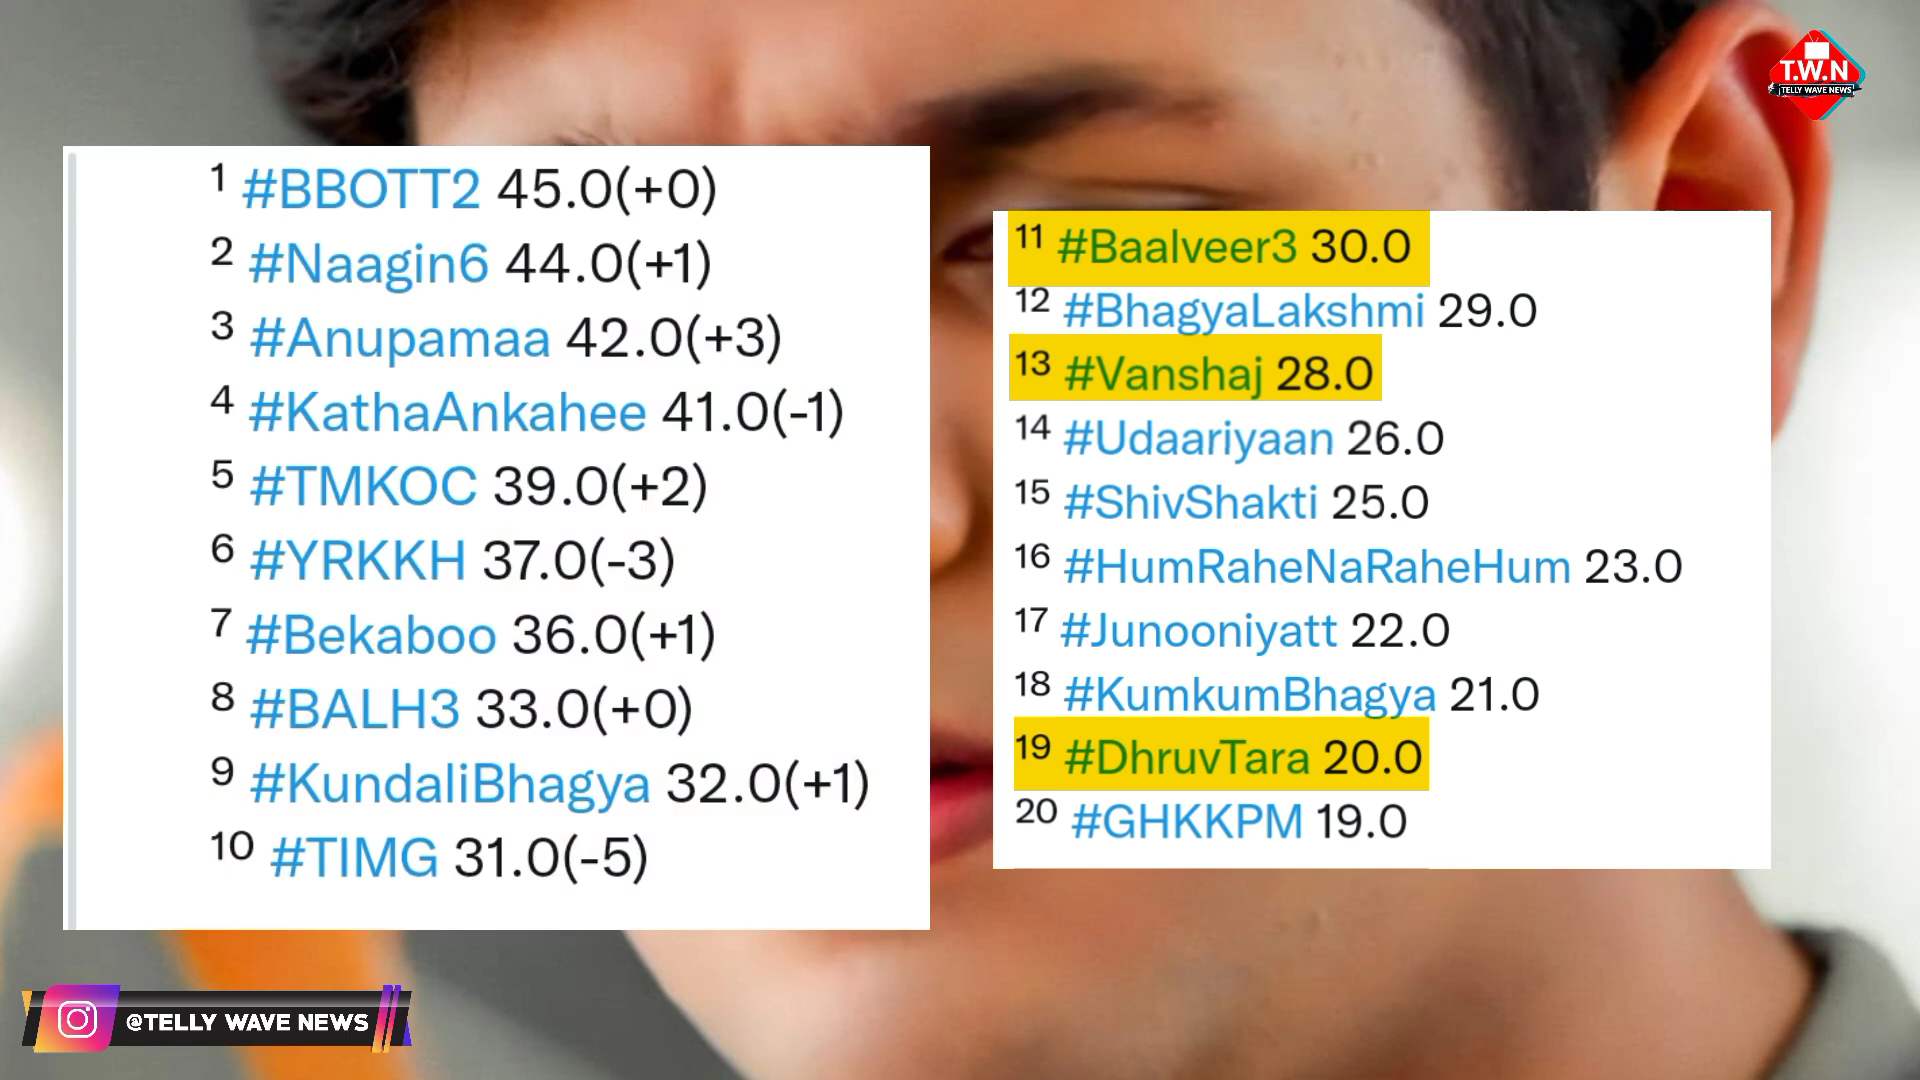 T.W.N
TELLY WAVE NEWS
1 #BBOTT2 45.0(+0)
2 #Naagin6 44.0(+1)
3 #Anupamaa 42.0(+3)
4 #KathaAnkahee 41.0(-1)
5 #TMKOC 39.0(+2)
6 #YRKKH 37.0(-3)
7 #Bekaboo 36.0(+1)
8 #BALH3 33.0(+0)
9 #KundaliBhagya 32.0(+1)
10 #TIMG 31.0(-5)
11 #Baalveer3 30.0
12 #BhagyaLakshmi 29.0
13 #Vanshaj 28.0
14 #Udaariyaan 26.0
15 #ShivShakti 25.0
16 #HumRaheNaRaheHum 23.0
17 #Junooniyatt 22.0
18 #KumkumBhagya 21.0
19 #DhruvTara 20.0
20 #GHKKPM 19.0
@TELLY WAVE NEWS